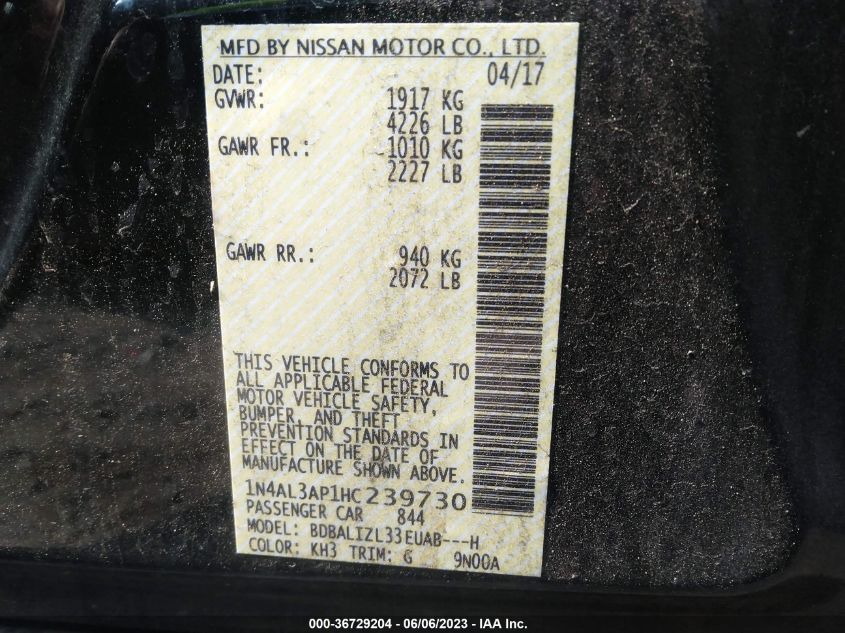 MFD BY NISSAN MOTOR CO., LTD.
DATE: 04/17
GVWR: 1917 KG
4226 LB
GAWR FR.: 1010 KG
2227 LB
GAWR RR.: 940 KG
2072 LB
THIS VEHICLE CONFORMS TO
ALL APPLICABLE FEDERAL
MOTOR VEHICLE SAFETY,
BUMPER, AND THEFT
PREVENTION STANDARDS IN
EFFECT ON THE DATE OF
MANUFACTURE SHOWN ABOVE.
1N4AL3AP1HC239730
PASSENGER CAR 844
MODEL: BDBALIZL33EUAB---H
COLOR: KH3 TRIM: G 9N00A
000-36729204 - 06/06/2023 - IAA Inc.